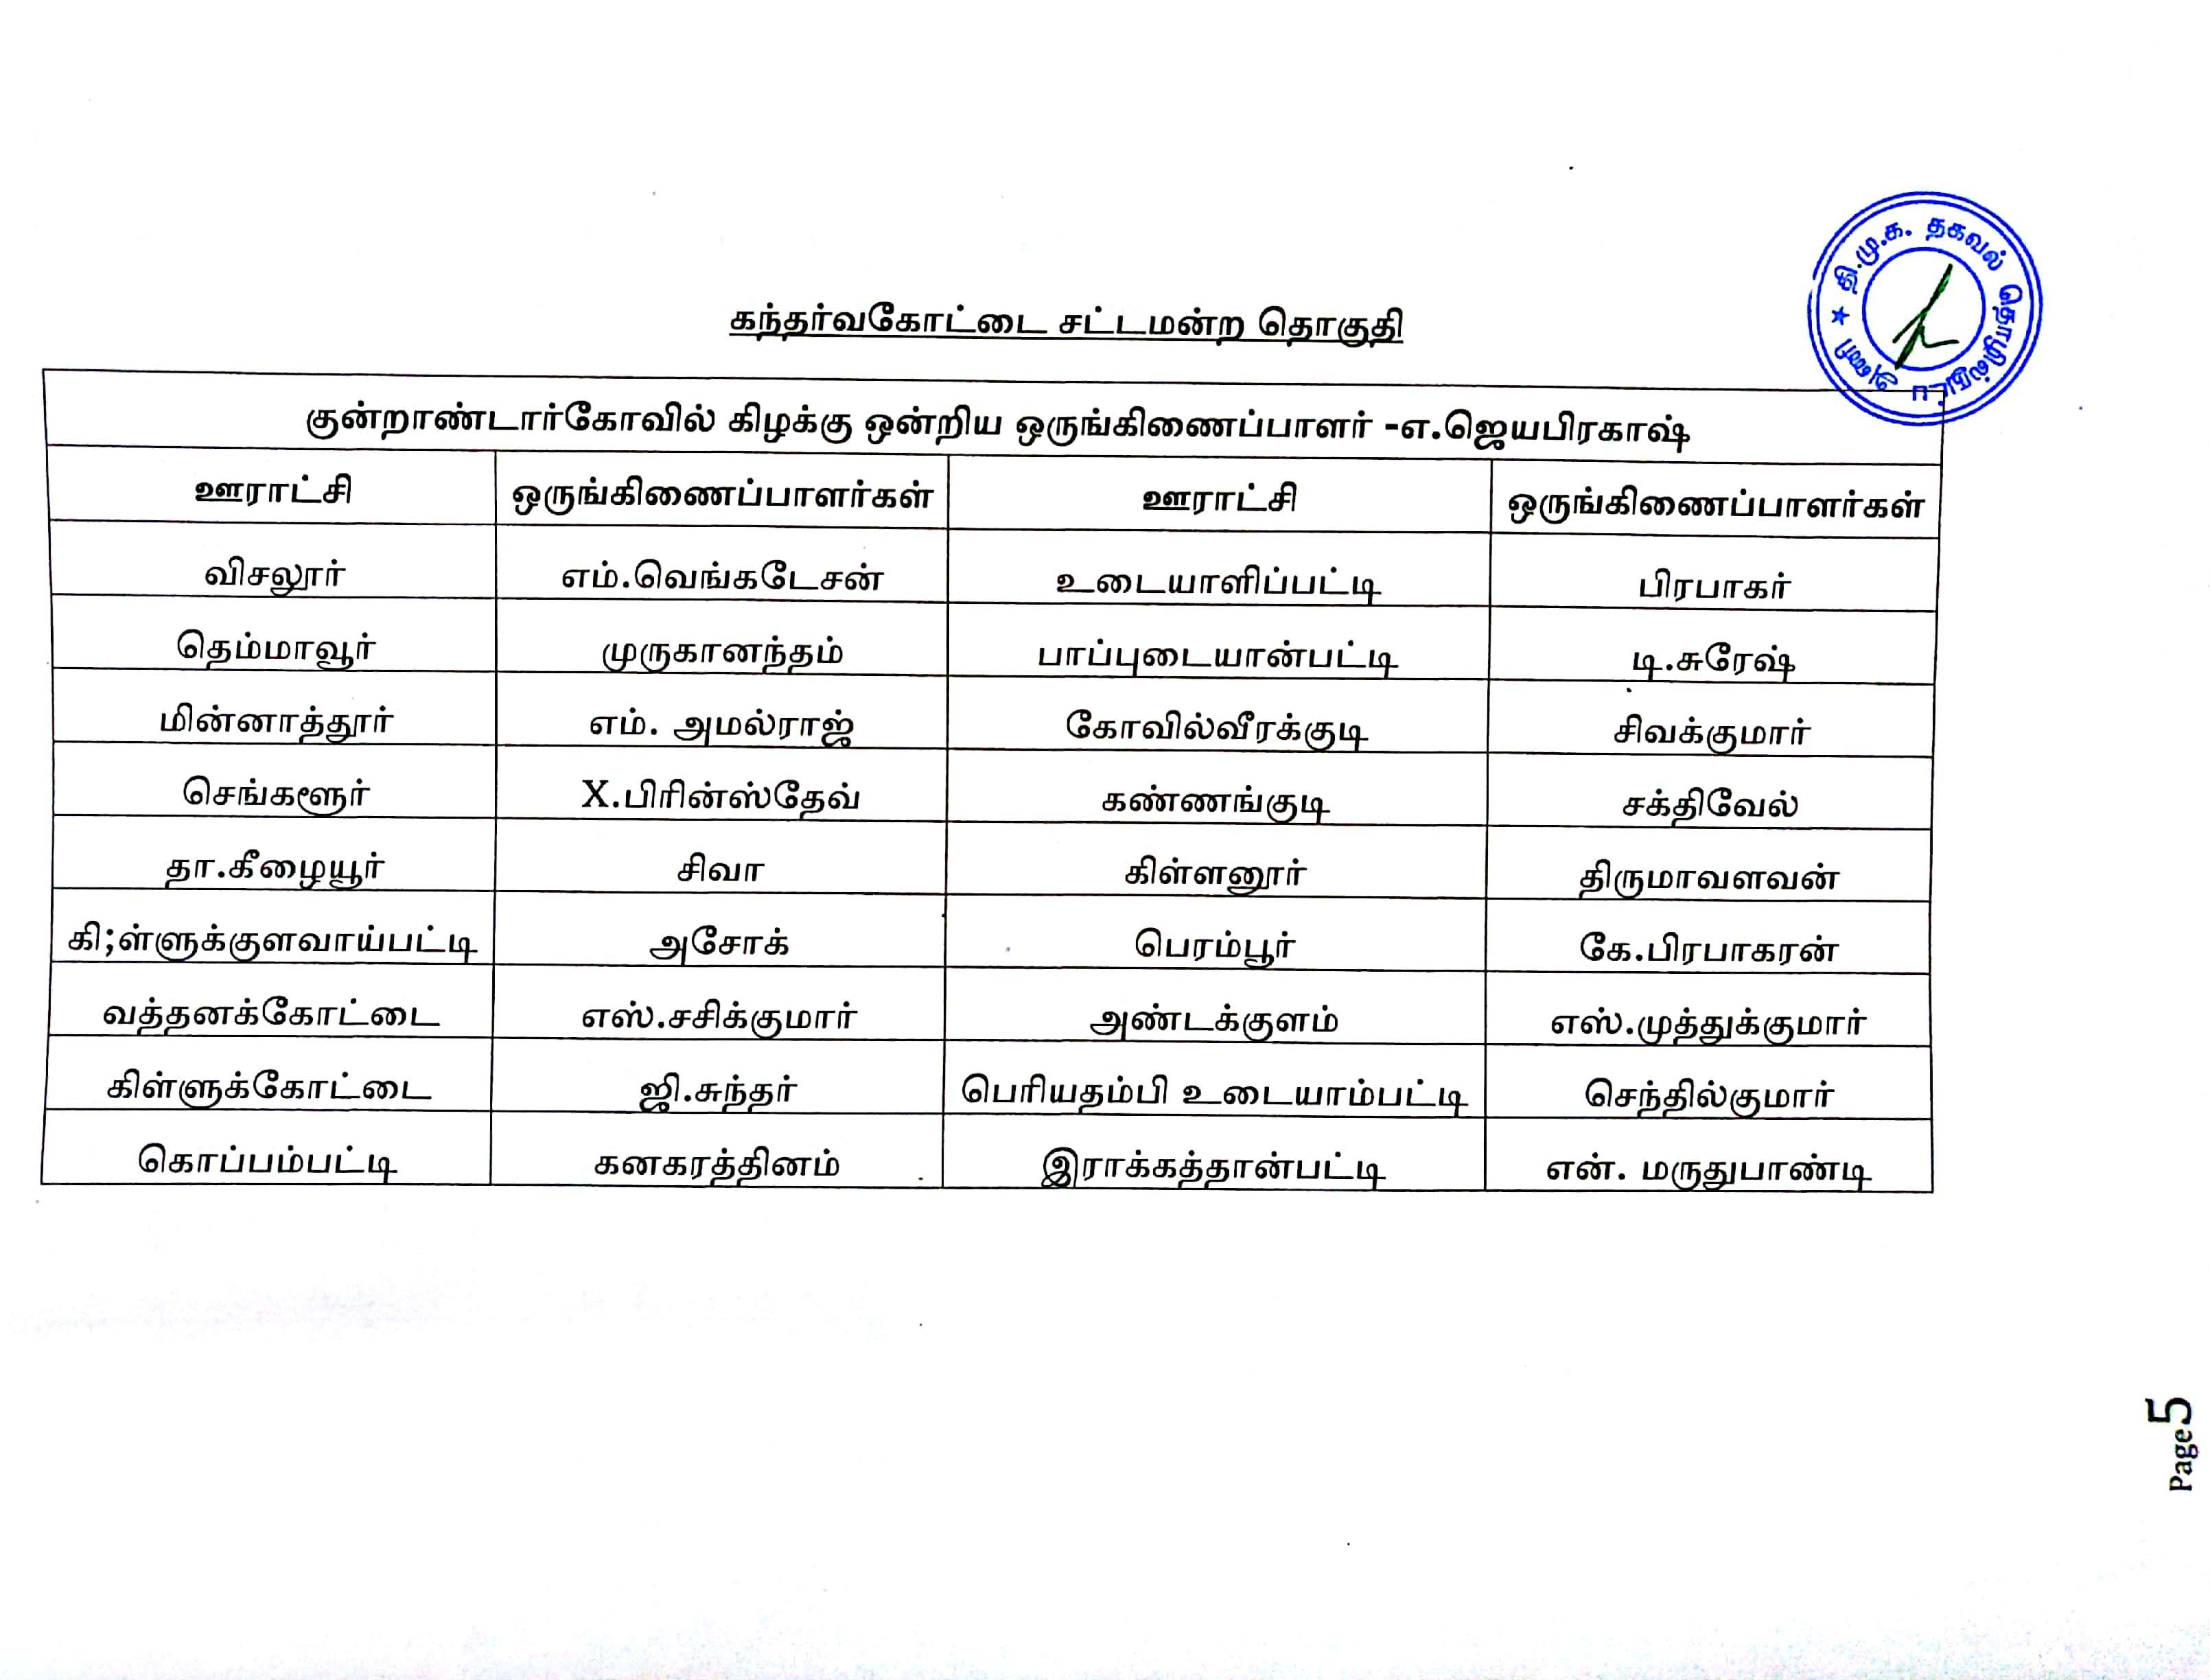 தி.மு.க. தகவல் தொழில்நுட்ப அணி
கந்தர்வகோட்டை சட்டமன்ற தொகுதி
குன்றாண்டார்கோவில் கிழக்கு ஒன்றிய ஒருங்கிணைப்பாளர் -எ.ஜெயபிரகாஷ்
ஊராட்சி ஒருங்கிணைப்பாளர்கள் ஊராட்சி ஒருங்கிணைப்பாளர்கள்
விசலூர் எம்.வெங்கடேசன் உடையாளிப்பட்டி பிரபாகர்
தெம்மாவூர் முருகானந்தம் பாப்புடையான்பட்டி டி.சுரேஷ்
மின்னாத்தூர் எம். அமல்ராஜ் கோவில்வீரக்குடி சிவக்குமார்
செங்களூர் X.பிரின்ஸ்தேவ் கண்ணங்குடி சக்திவேல்
தா.கீழையூர் சிவா கிள்ளனூர் திருமாவளவன்
கி;ள்ளுக்குளவாய்பட்டி அசோக் பெரம்பூர் கே.பிரபாகரன்
வத்தனக்கோட்டை எஸ்.சசிக்குமார் அண்டக்குளம் எஸ்.முத்துக்குமார்
கிள்ளுக்கோட்டை ஜி.சுந்தர் பெரியதம்பி உடையாம்பட்டி செந்தில்குமார்
கொப்பம்பட்டி கனகரத்தினம் இராக்கத்தான்பட்டி என். மருதுபாண்டி
Page 5